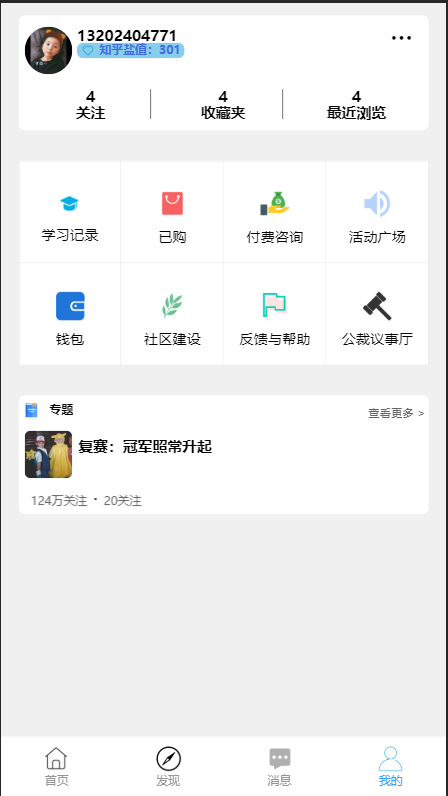 13202404771
知乎盐值：301
4 4 4
关注 收藏夹 最近浏览
学习记录 已购 付费咨询 活动广场
钱包 社区建设 反馈与帮助 公裁议事厅
专题 查看更多 >
复赛：冠军照常升起
124万关注 · 20关注
首页 发现 消息 我的